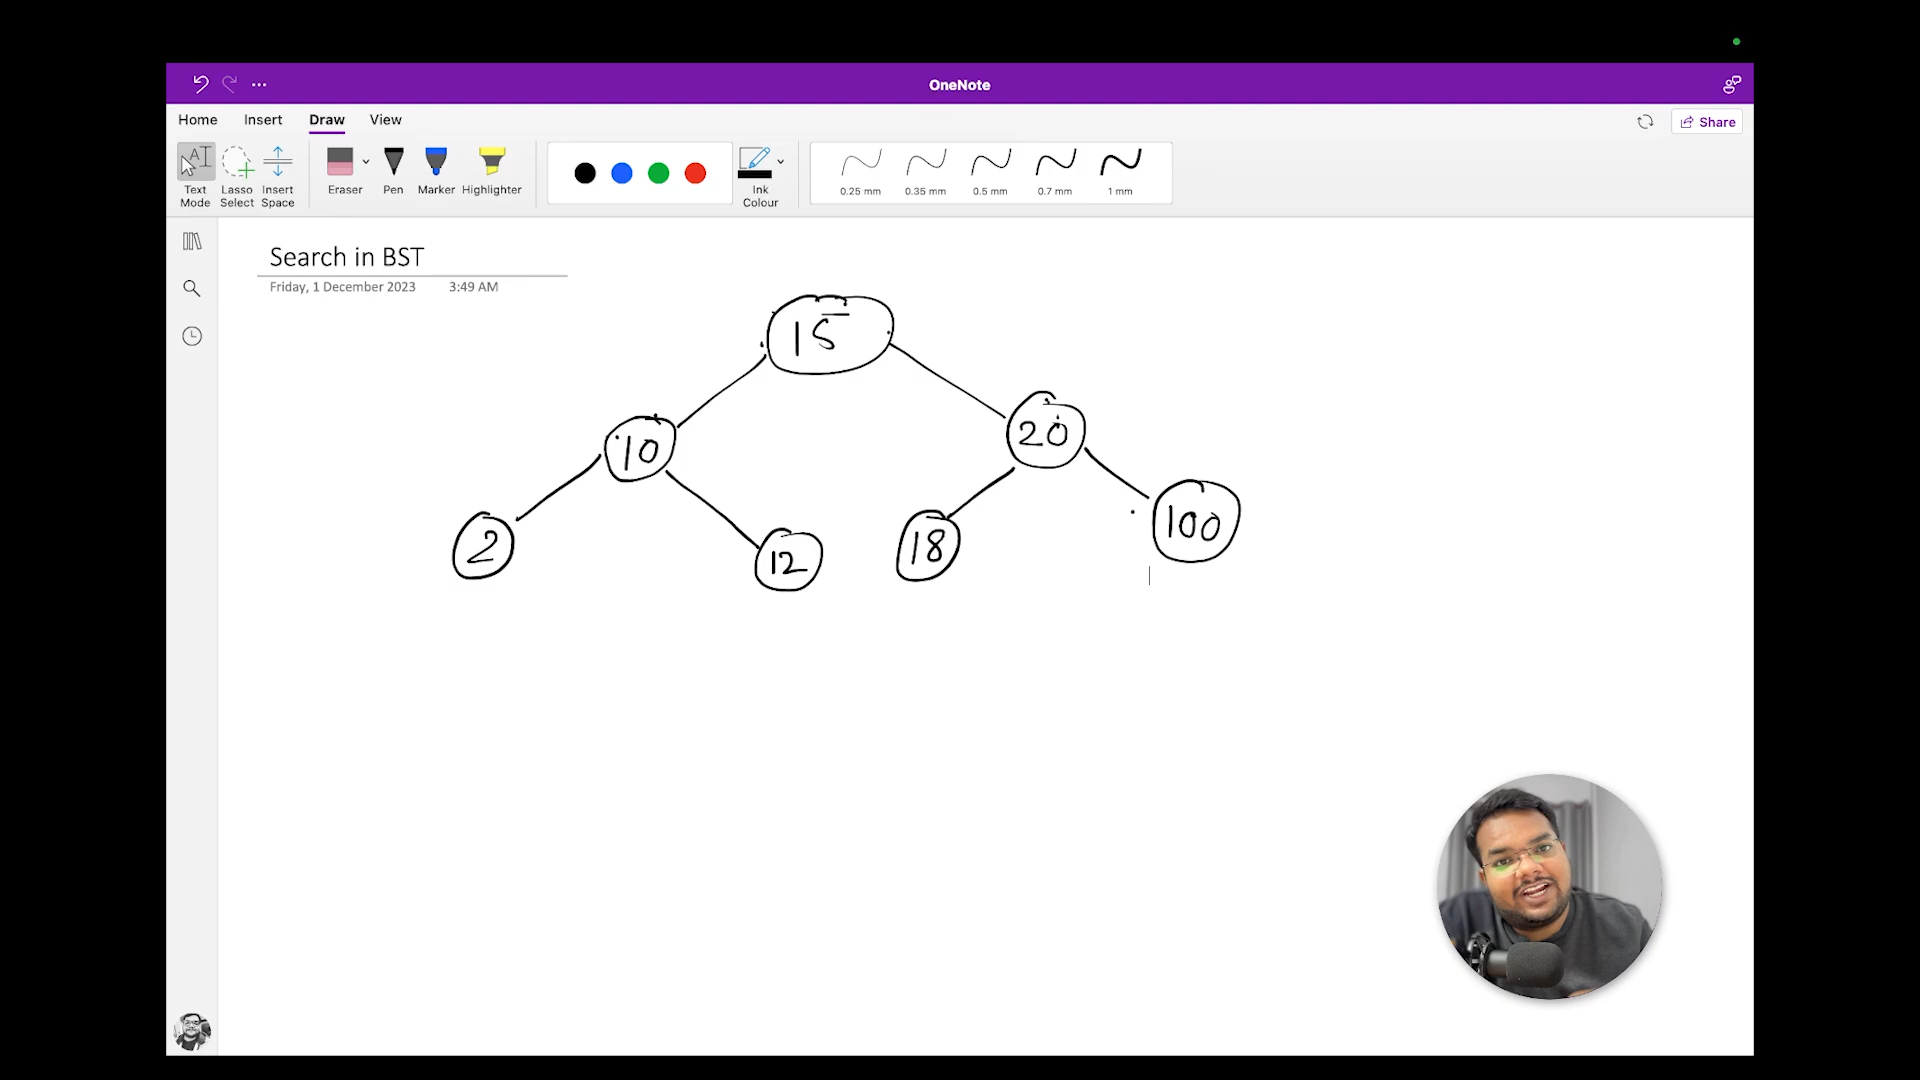 OneNote
Home Insert Draw View
Share
Text Mode
Lasso Select
Insert Space
Eraser
Pen
Marker
Highlighter
Ink Colour
0.25 mm
0.35 mm
0.5 mm
0.7 mm
1 mm
Search in BST
Friday, 1 December 2023 3:49 AM
15
10
20
2
12
18
100